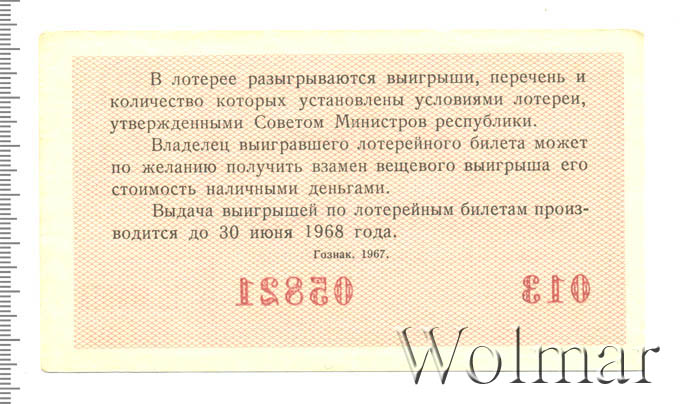 В лотерее разыгрываются выигрыши, перечень и
количество которых установлены условиями лотереи,
утвержденными Советом Министров республики.
Владелец выигравшего лотерейного билета может
по желанию получить взамен вещевого выигрыша его
стоимость наличными деньгами.
Выдача выигрышей по лотерейным билетам произ-
водится до 30 июня 1968 года.
Гознак. 1967.
05821 013
Wolmar